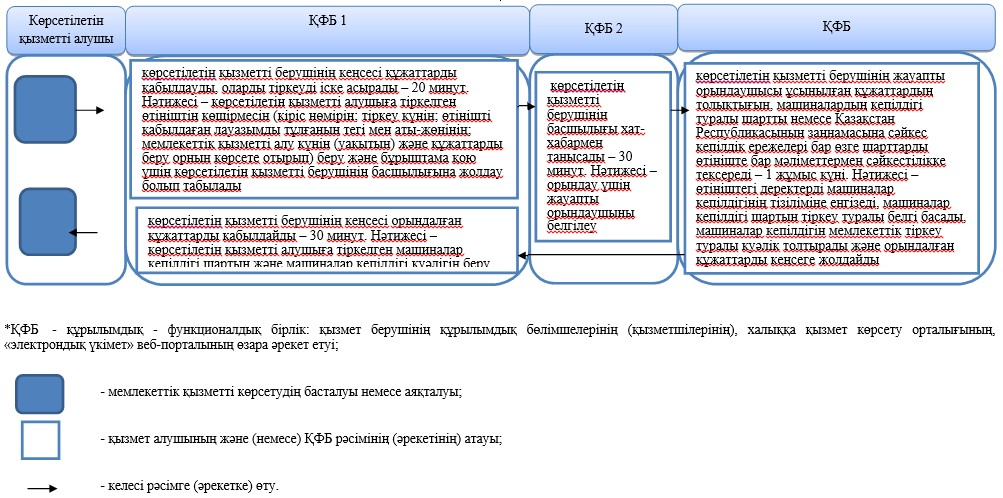 Көрсетілетін
қызметті алушы
ҚФБ 1
ҚФБ 2
ҚФБ
көрсетілетін қызметті берушінің кеңсесі құжаттарды
қабылдауды, оларды тіркеуді іске асырады – 20 минут.
Нәтижесі – көрсетілетін қызметті алушыға тіркелген
өтініштің көшірмесін (кіріс нөмірін; тіркеу күнін; өтінішті
қабылдаған лауазымды тұлғанын тегі мен аты-жөнінің;
мемлекеттік қызметті алу күнін (уақытын) және құжаттарды
беру орнын көрсете отырып) беру және бұрыштама қою
үшін көрсетілетін қызметті берушінің басшылығына жолдау
болып табылады
көрсетілетін қызметті берушінің кеңсесі орындалған
құжаттарды қабылдайды – 30 минут. Нәтижесі –
көрсетілетін қызметті алушыға тіркелген машиналар
кепілдігі шартын және машиналар кепілдігі куәлігін беру
көрсетілетін
қызметті
берушінің
басшылығы хат-
хабармен
танысады – 30
минут. Нәтижесі –
орындау үшін
жауапты
орындаушыны
белгілеу
көрсетілетін қызметті берушінің жауапты
орындаушысы ұсынылған құжаттардың
толықтығын, машиналардың кепілдігі
туралы шартты немесе Қазақстан
Республикасының заңнамасына сәйкес
кепілдік ережелері бар өзге шарттарды
өтініште бар мәліметтермен сәйкестілікке
тексереді – 1 жұмыс күні. Нәтижесі –
өтініштегі деректерді машиналар
кепілдігінің тізіліміне енгізеді, машиналар
кепілдігі шартын тіркеу туралы белгі басады,
машиналар кепілдігін мемлекеттік тіркеу
туралы куәлік толтырады және орындалған
құжаттарды кеңсеге жолдайды
*ҚФБ - құрылымдық - функционалдық бірлік: қызмет берушінің құрылымдық бөлімшелерінің (қызметшілерінің), халыққа қызмет көрсету орталығының,
«электрондық үкімет» веб-порталының өзара әрекет етуі;
- мемлекеттік қызметті көрсетудің басталуы немесе аяқталуы;
- қызмет алушының және (немесе) ҚФБ рәсімінің (әрекетінің) атауы;
- келесі рәсімге (әрекетке) өту.